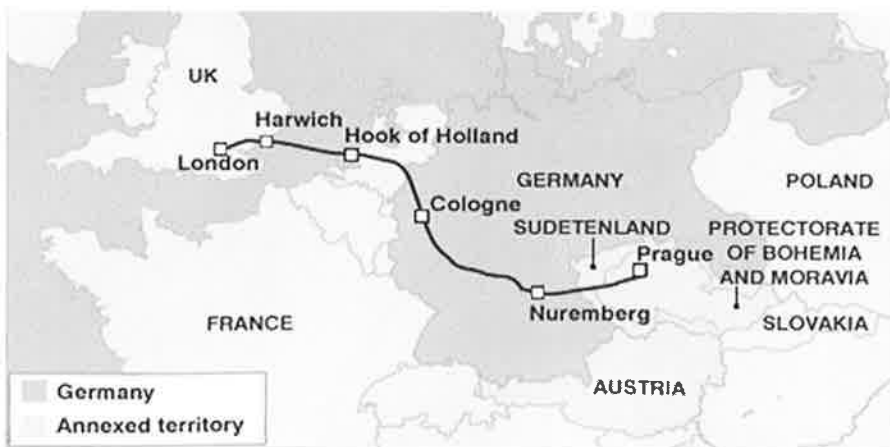 UK
Harwich
Hook of Holland
London
GERMANY
POLAND
Cologne
SUDETENLAND
PROTECTORATE
OF BOHEMIA
AND MORAVIA
Prague
Nuremberg
FRANCE
SLOVAKIA
AUSTRIA
Germany
Annexed territory